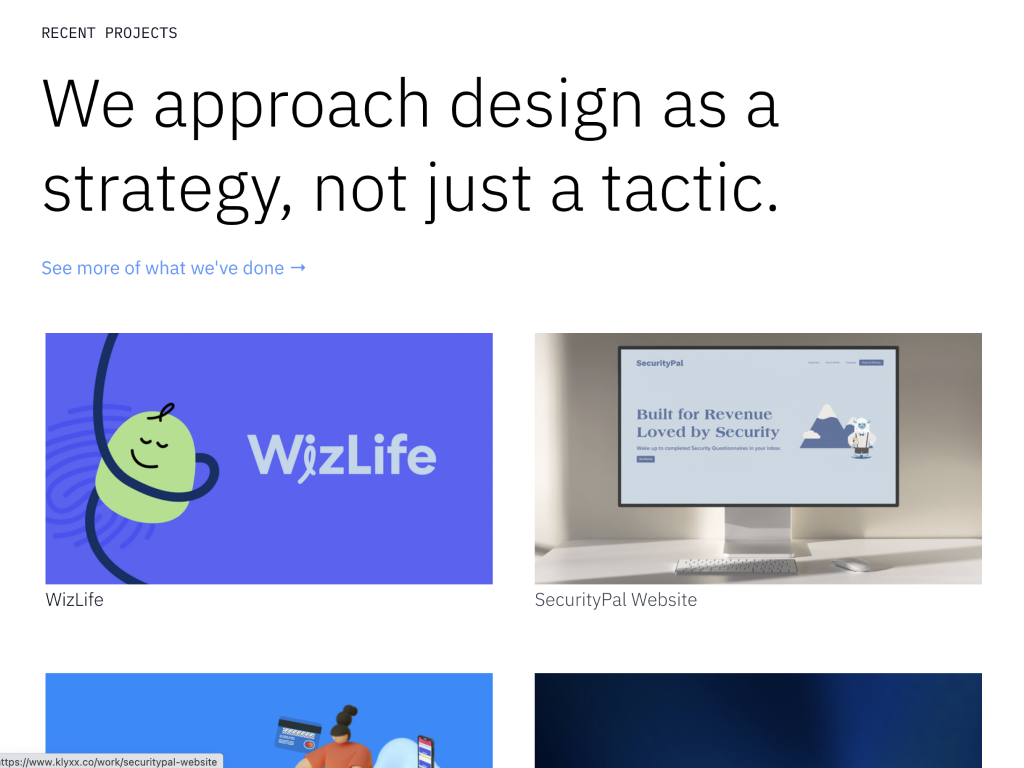 RECENT PROJECTS
We approach design as a
strategy, not just a tactic.
See more of what we've done →
WizLife
SecurityPal
Built for Revenue
Loved by Security
Wake up to completed Security Questionnaires in your inbox.
WizLife
SecurityPal Website
ttps://www.klyxx.co/work/securitypal-website